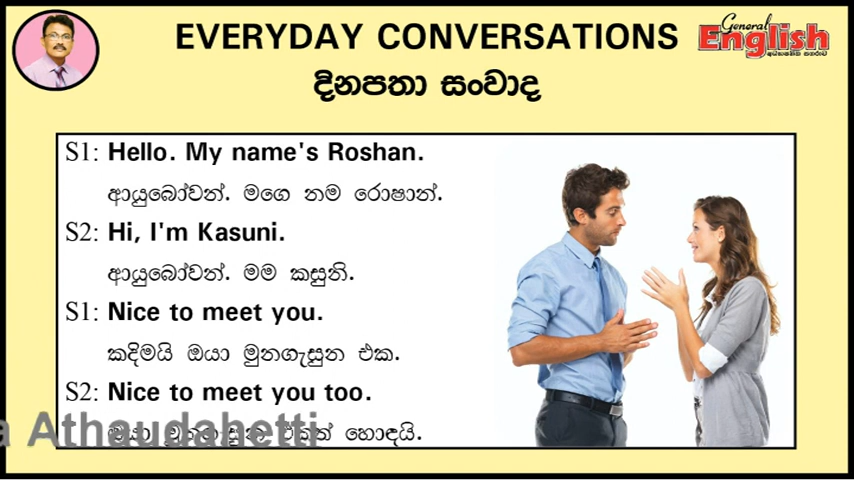 EVERYDAY CONVERSATIONS
General
English
දිනපතා සංවාද
S1: Hello. My name's Roshan.
ආයුබෝවන්. මගෙ නම රොෂාන්.
S2: Hi, I'm Kasuni.
ආයුබෝවන්. මම කසුනි.
S1: Nice to meet you.
කදිමයි ඔයා මුනගැසුන එක.
S2: Nice to meet you too.
a Athaudahetti
හොඳයි.